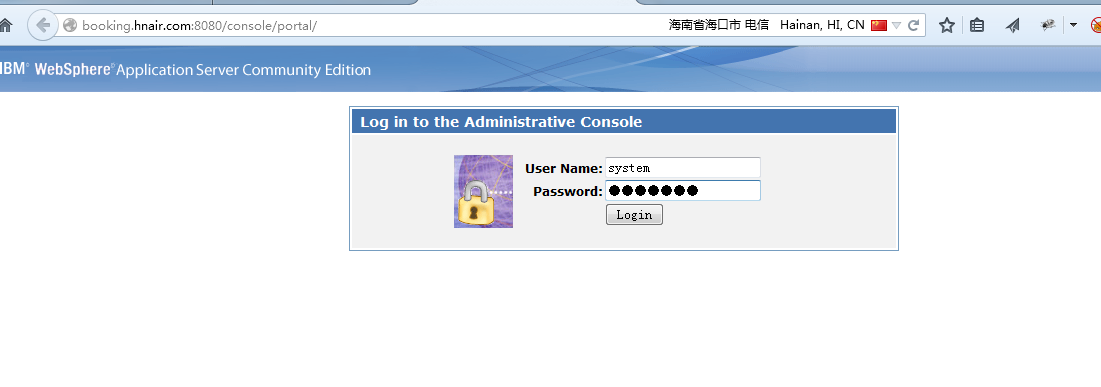 booking.hnair.com:8080/console/portal/ 海南省海口市 电信 Hainan, HI, CN
IBM® WebSphere® Application Server Community Edition
Log in to the Administrative Console
User Name: system
Password: ●●●●●●●
Login